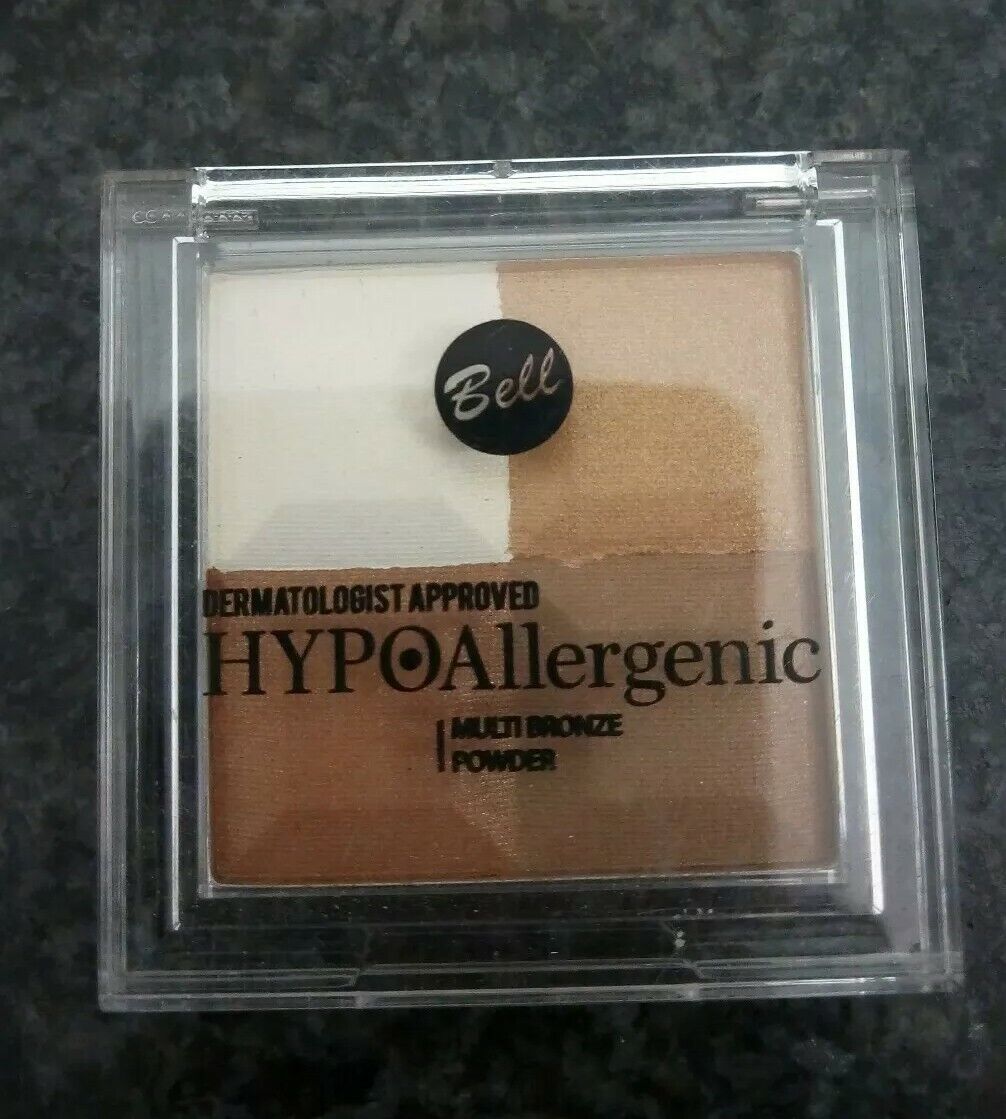 Bell
DERMATOLOGIST APPROVED
HYPOAllergenic
MULTI BRONZE
POWDER